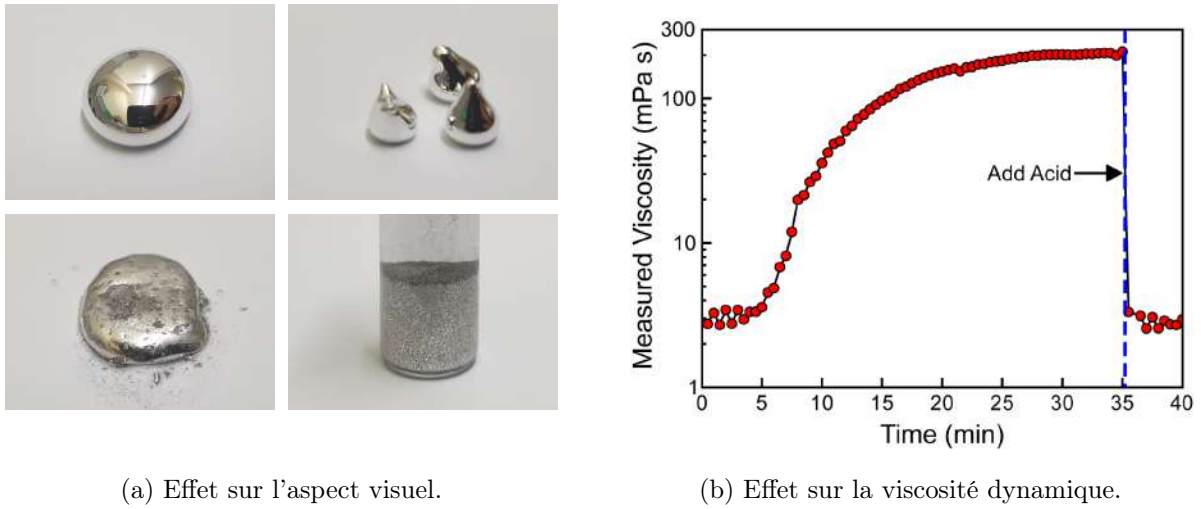 300
100
10
1
Measured Viscosity (mPa s)
Add Acid
0 5 10 15 20 25 30 35 40
Time (min)
(a) Effet sur l'aspect visuel.
(b) Effet sur la viscosité dynamique.